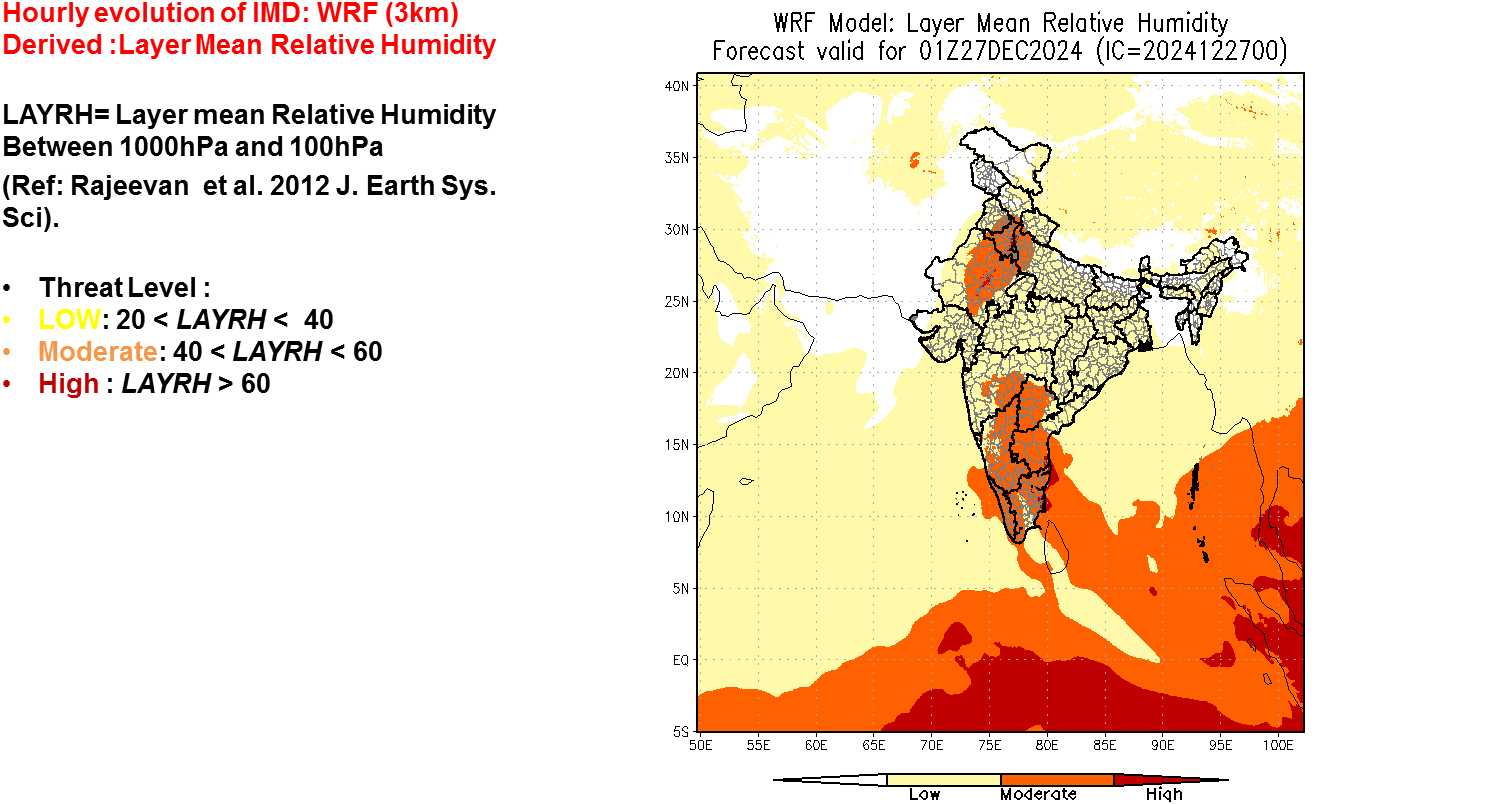 Hourly evolution of IMD: WRF (3km)
Derived :Layer Mean Relative Humidity
LAYRH= Layer mean Relative Humidity
Between 1000hPa and 100hPa
(Ref: Rajeevan et al. 2012 J. Earth Sys.
Sci).
• Threat Level :
• LOW: 20 < LAYRH < 40
• Moderate: 40 < LAYRH < 60
• High : LAYRH > 60
WRF Model: Layer Mean Relative Humidity
Forecast valid for 01Z27DEC2024 (IC=2024122700)
40N
35N
30N
25N
20N
15N
10N
5N
EQ
5S
50E 55E 60E 65E 70E 75E 80E 85E 90E 95E 100E
Low Moderate High